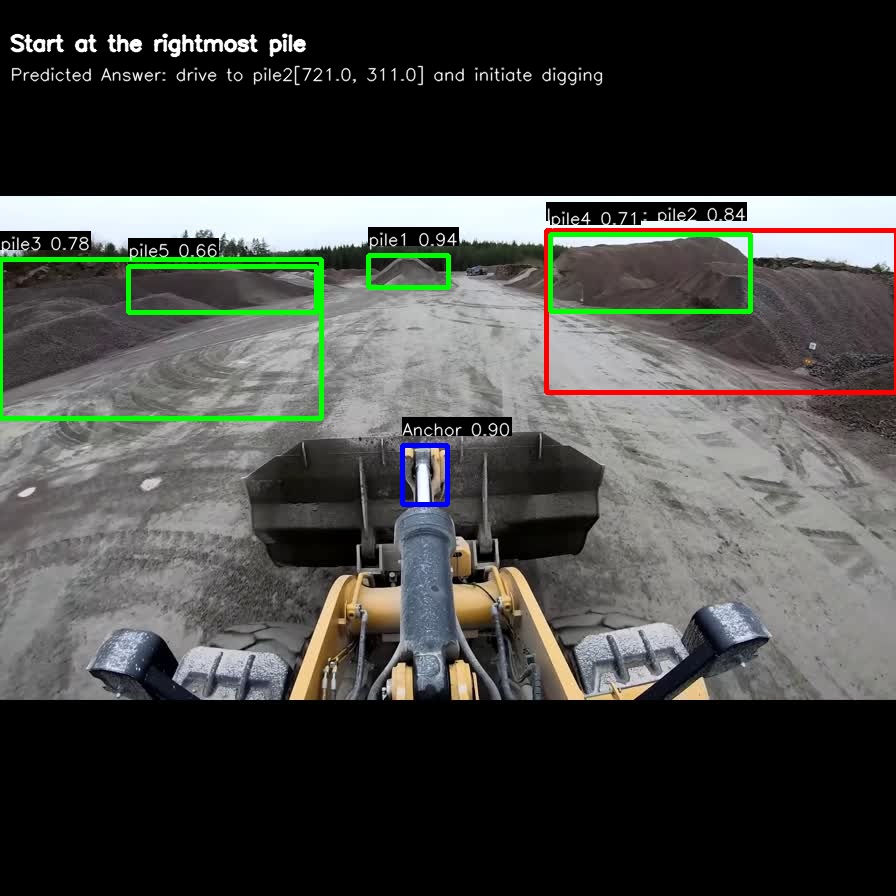 Start at the rightmost pile
Predicted Answer: drive to pile2[721.0, 311.0] and initiate digging
pile4 0.71: pile2 0.84
pile1 0.94
pile3 0.78
pile5 0.66
Anchor 0.90